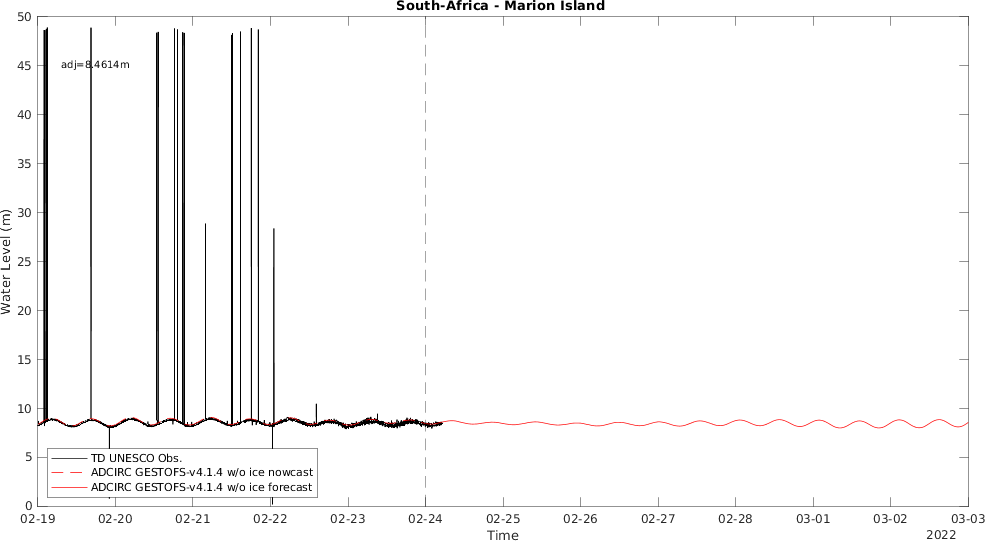 South-Africa - Marion Island
50
45
40
35
30
25
20
15
10
5
0
Water Level (m)
adj=8.4614m
TD UNESCO Obs.
ADCIRC GESTOFS-v4.1.4 w/o ice nowcast
ADCIRC GESTOFS-v4.1.4 w/o ice forecast
02-19 02-20 02-21 02-22 02-23 02-24 02-25 02-26 02-27 02-28 03-01 03-02 03-03
Time
2022